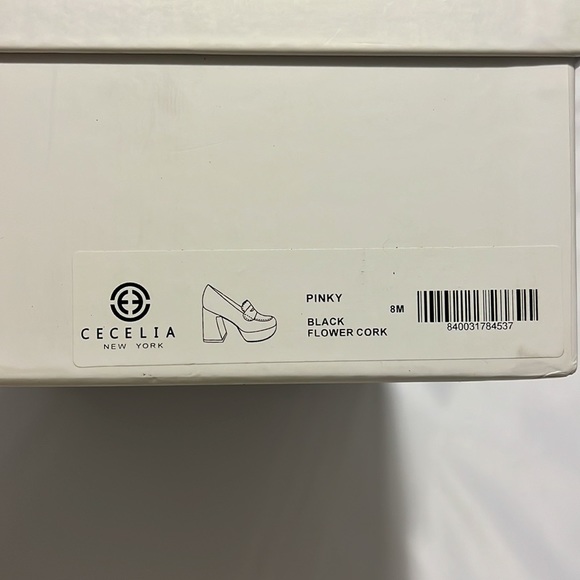 CECELIA
NEW YORK
PINKY
8M
BLACK
FLOWER CORK
840031784537